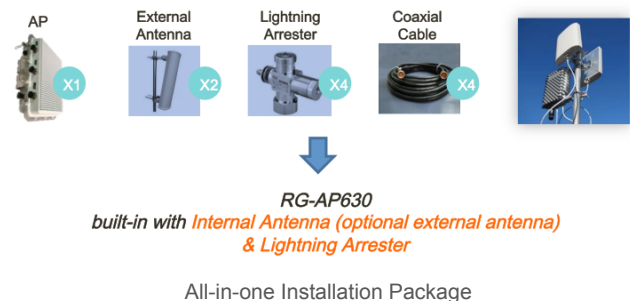 AP
External
Antenna
Lightning
Arrester
Coaxial
Cable
X1
X2
X4
X4
RG-AP630
built-in with Internal Antenna (optional external antenna)
& Lightning Arrester
All-in-one Installation Package